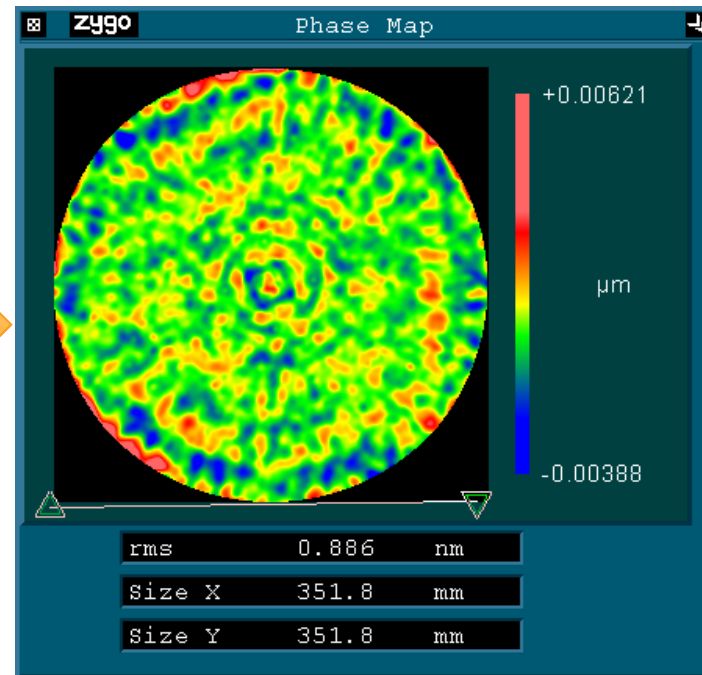 zygo Phase Map
+0.00621
µm
-0.00388
rms 0.886 nm
Size X 351.8 mm
Size Y 351.8 mm